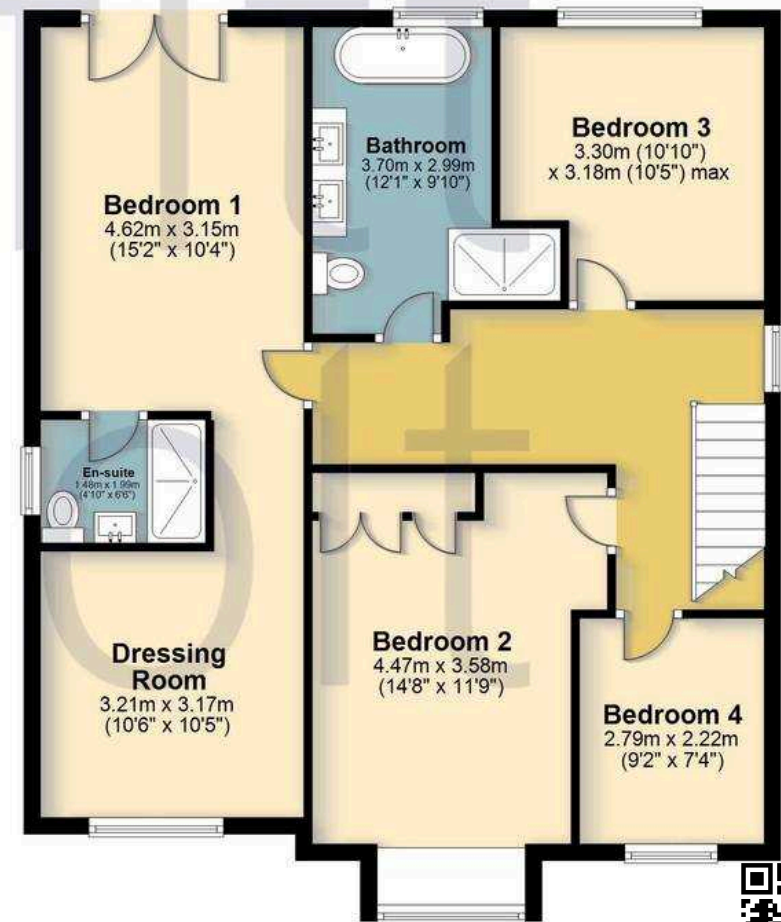 Bedroom 1
4.62m x 3.15m
(15'2" x 10'4")
Bathroom
3.70m x 2.99m
(12'1" x 9'10")
Bedroom 3
3.30m (10'10")
x 3.18m (10'5") max
En-suite
1.48m x 1.99m
(4'10" x 6'6")
Dressing
Room
3.21m x 3.17m
(10'6" x 10'5")
Bedroom 2
4.47m x 3.58m
(14'8" x 11'9")
Bedroom 4
2.79m x 2.22m
(9'2" x 7'4")